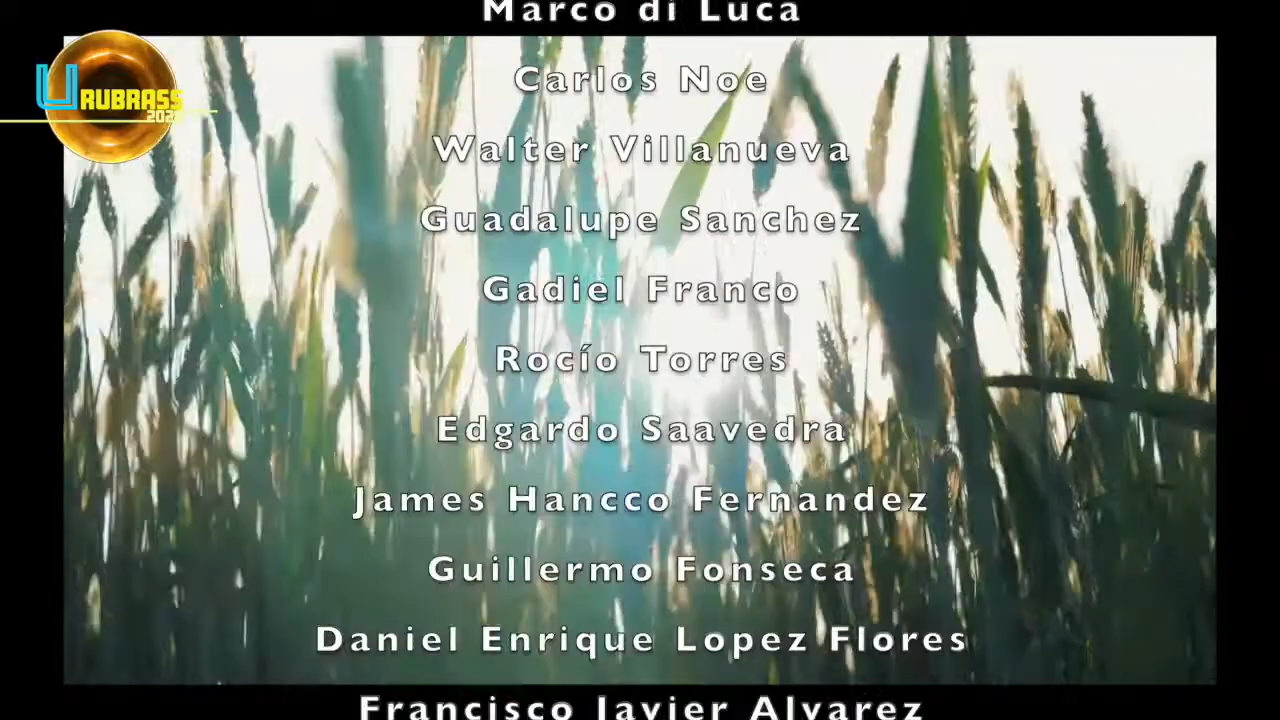 Marco di Luca
URUBRASS
Carlos Noe
Walter Villanueva
Guadalupe Sanchez
Gadiel Franco
Rocío Torres
Edgardo Saavedra
James Hancco Fernandez
Guillermo Fonseca
Daniel Enrique Lopez Flores
Francisco Javier Alvarez